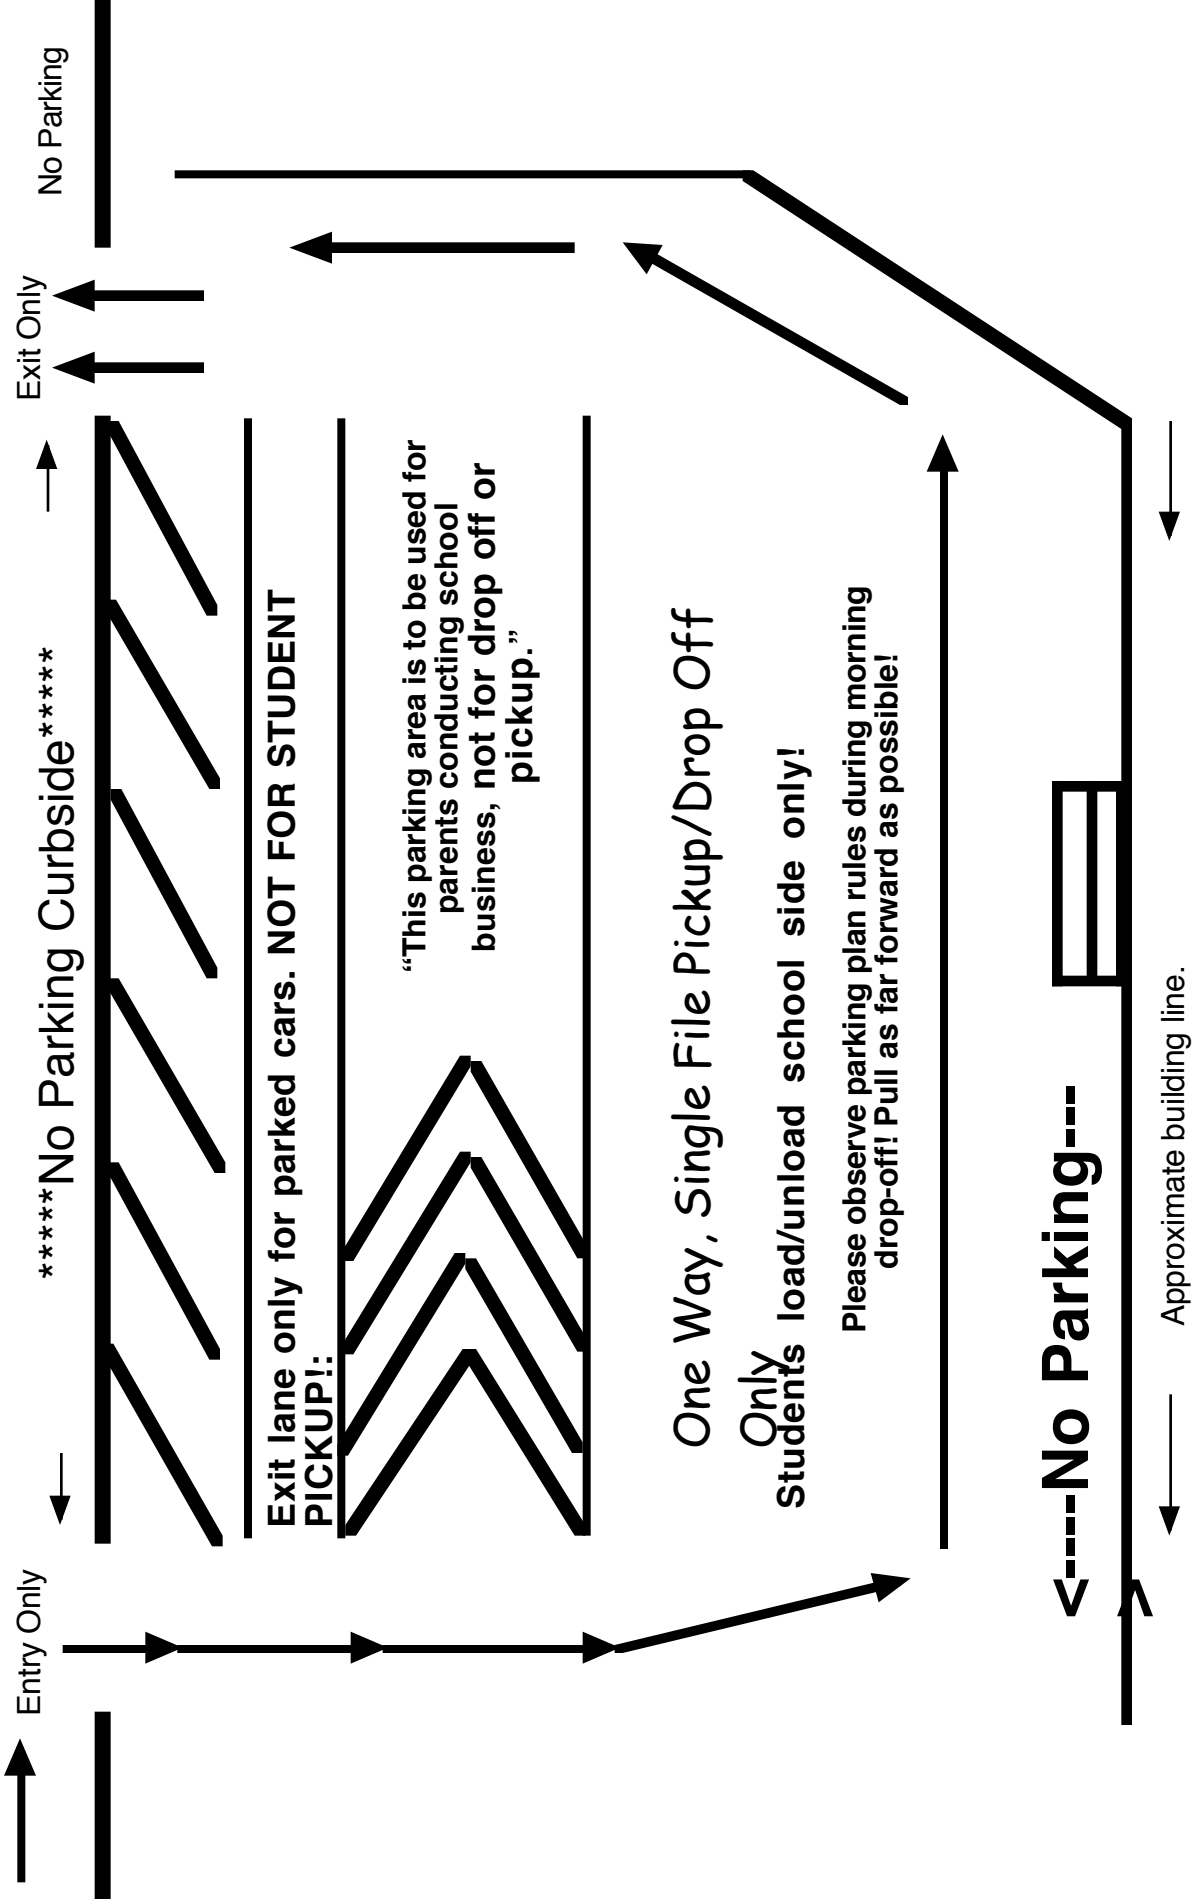 Entry Only
*****No Parking Curbside*****
Exit Only
No Parking
Exit lane only for parked cars. NOT FOR STUDENT
PICKUP!:
“This parking area is to be used for
parents conducting school
business, not for drop off or
pickup.”
One Way, Single File Pickup/Drop Off
Only
Students load/unload school side only!
Please observe parking plan rules during morning
drop-off! Pull as far forward as possible!
<----No Parking---
>
Approximate building line.